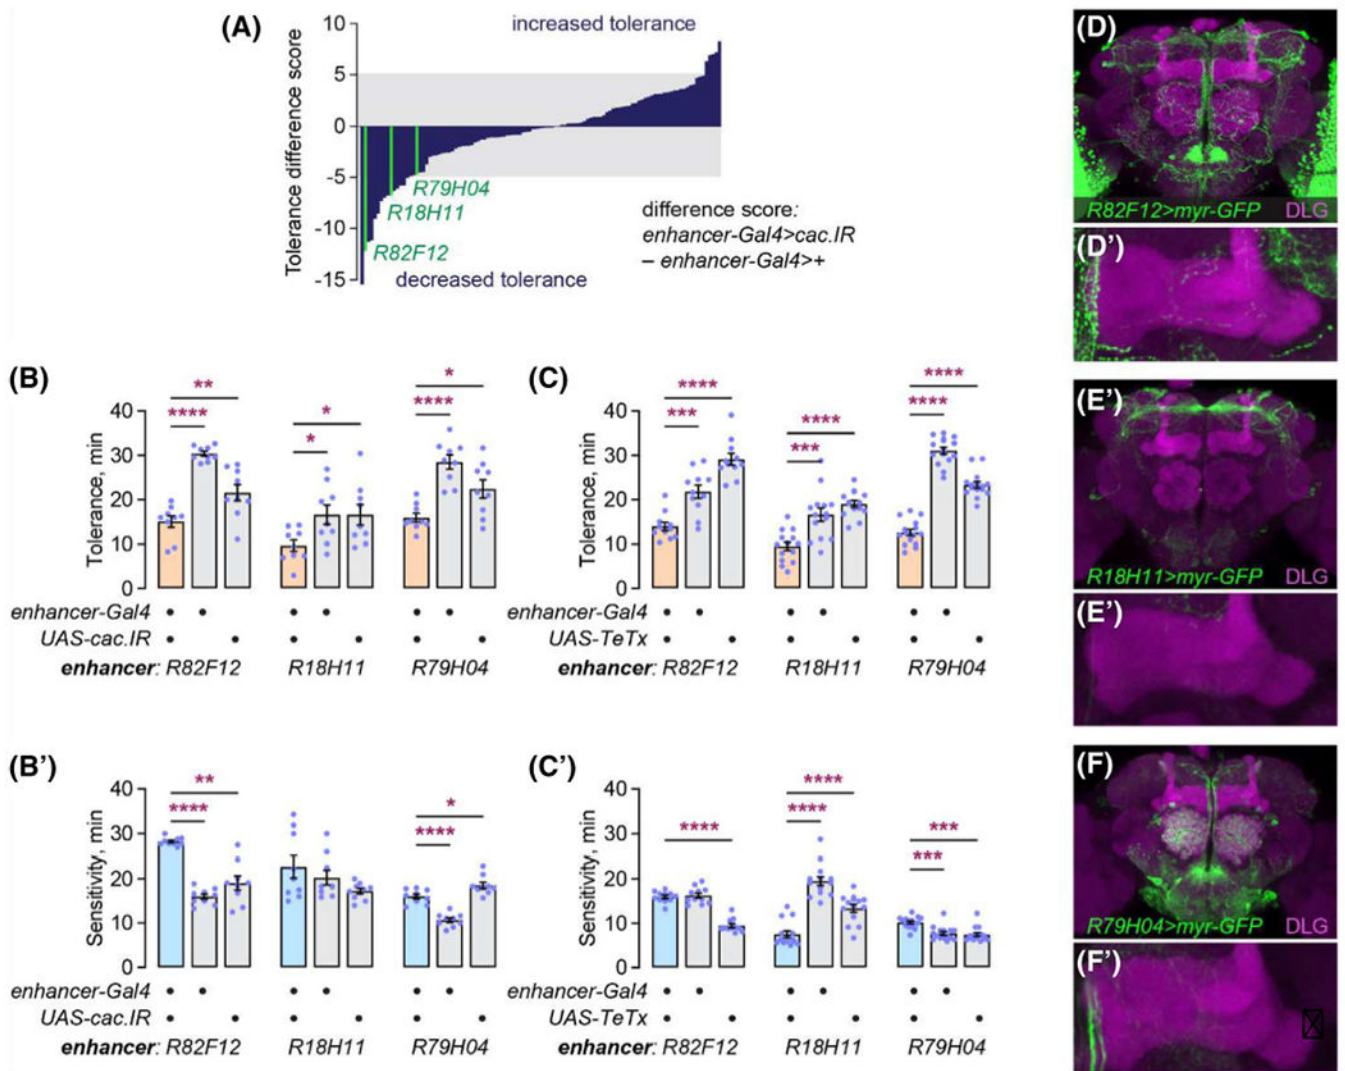 (A)
Tolerance difference score
10
5
0
-5
-10
-15
increased tolerance
R79H04
R18H11
R82F12
decreased tolerance
difference score:
enhancer-Gal4>cac.IR
– enhancer-Gal4>+
(B)
Tolerance, min
40
30
20
10
0
** **** * * * ****
enhancer-Gal4 • • • • • •
UAS-cac.IR • • • • • •
enhancer: R82F12 R18H11 R79H04
(C)
Tolerance, min
40
30
20
10
0
**** *** **** *** **** ****
enhancer-Gal4 • • • • • •
UAS-TeTx • • • • • •
enhancer: R82F12 R18H11 R79H04
(B’)
Sensitivity, min
40
30
20
10
0
** **** * ****
enhancer-Gal4 • • • • • •
UAS-cac.IR • • • • • •
enhancer: R82F12 R18H11 R79H04
(C’)
Sensitivity, min
40
30
20
10
0
**** **** **** *** ***
enhancer-Gal4 • • • • • •
UAS-TeTx • • • • • •
enhancer: R82F12 R18H11 R79H04
(D)
R82F12>myr-GFP DLG
(D’)
(E’)
R18H11>myr-GFP DLG
(E’)
(F)
R79H04>myr-GFP DLG
(F’)